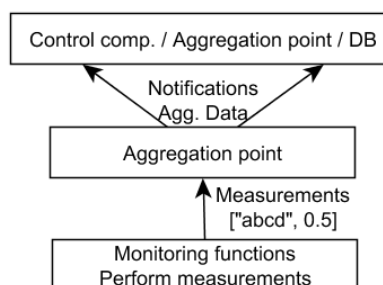 Control comp. / Aggregation point / DB
Notifications
Agg. Data
Aggregation point
Measurements
["abcd", 0.5]
Monitoring functions
Perform measurements